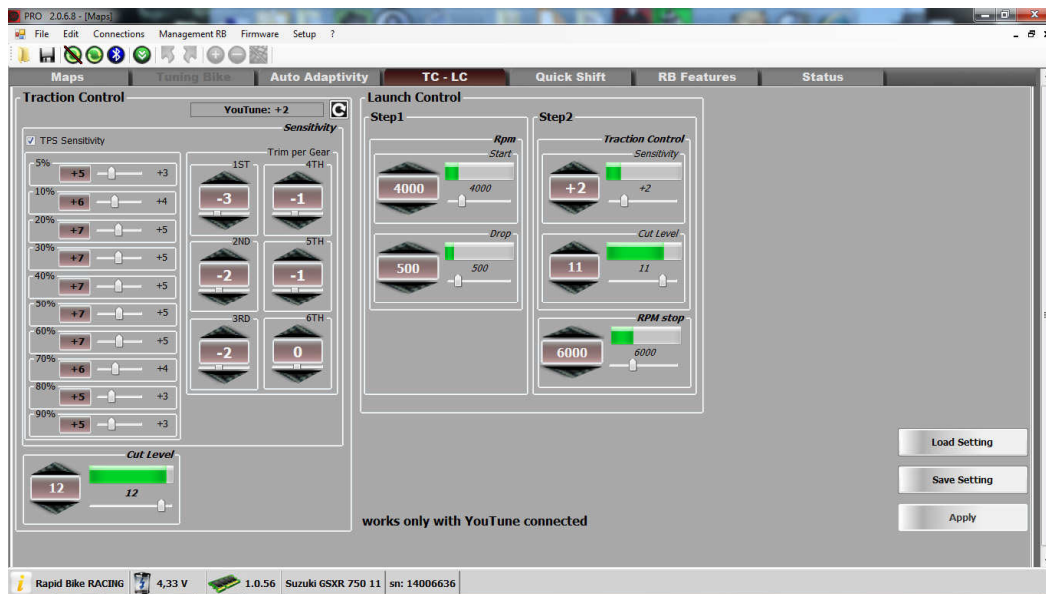 PRO 2.0.6.8 - [Maps]
File Edit Connections Management RB Firmware Setup ?
Maps Tuning Bike Auto Adaptivity TC - LC Quick Shift RB Features Status
Traction Control
YouTune: +2
Sensitivity
TPS Sensitivity
5%
+5 +3
10%
+6 +4
20%
+7 +5
30%
+7 +5
40%
+7 +5
50%
+7 +5
60%
+7 +5
70%
+6 +4
80%
+5 +3
90%
+5 +3
Trim per Gear
1ST 4TH
-3 -1
2ND 5TH
-2 -1
3RD 6TH
-2 0
Cut Level
12
12
Launch Control
Step1
Rpm
Start
4000 4000
Drop
500 500
Step2
Traction Control
Sensitivity
+2 +2
Cut Level
11 11
RPM stop
6000 6000
works only with YouTune connected
Load Setting
Save Setting
Apply
Rapid Bike RACING 4,33 V 1.0.56 Suzuki GSXR 750 11 sn: 14006636